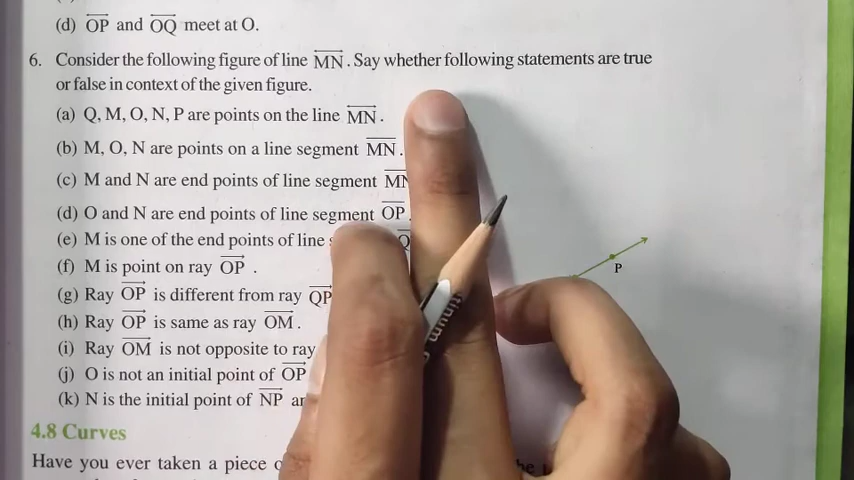 (d) OP and OQ meet at O.
6. Consider the following figure of line MN. Say whether following statements are true
or false in context of the given figure.
(a) Q, M, O, N, P are points on the line MN.
(b) M, O, N are points on a line segment MN.
(c) M and N are end points of line segment MN
(d) O and N are end points of line segment OP.
(e) M is one of the end points of line
(f) M is point on ray OP.
(g) Ray OP is different from ray QP
(h) Ray OP is same as ray OM.
(i) Ray OM is not opposite to ray
(j) O is not an initial point of OP
(k) N is the initial point of NP
P
4.8 Curves
Have you ever taken a piece